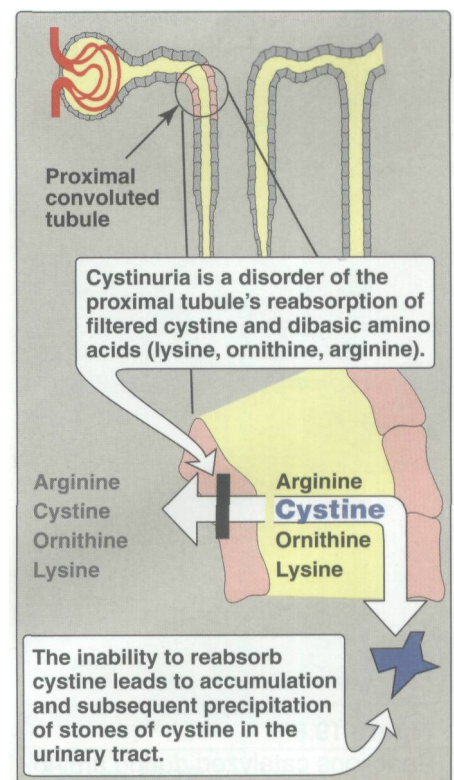 Proximal
convoluted
tubule
Cystinuria is a disorder of the
proximal tubule's reabsorption of
filtered cystine and dibasic amino
acids (lysine, ornithine, arginine).
Arginine
Cystine
Ornithine
Lysine
Arginine
Cystine
Ornithine
Lysine
The inability to reabsorb
cystine leads to accumulation
and subsequent precipitation
of stones of cystine in the
urinary tract.